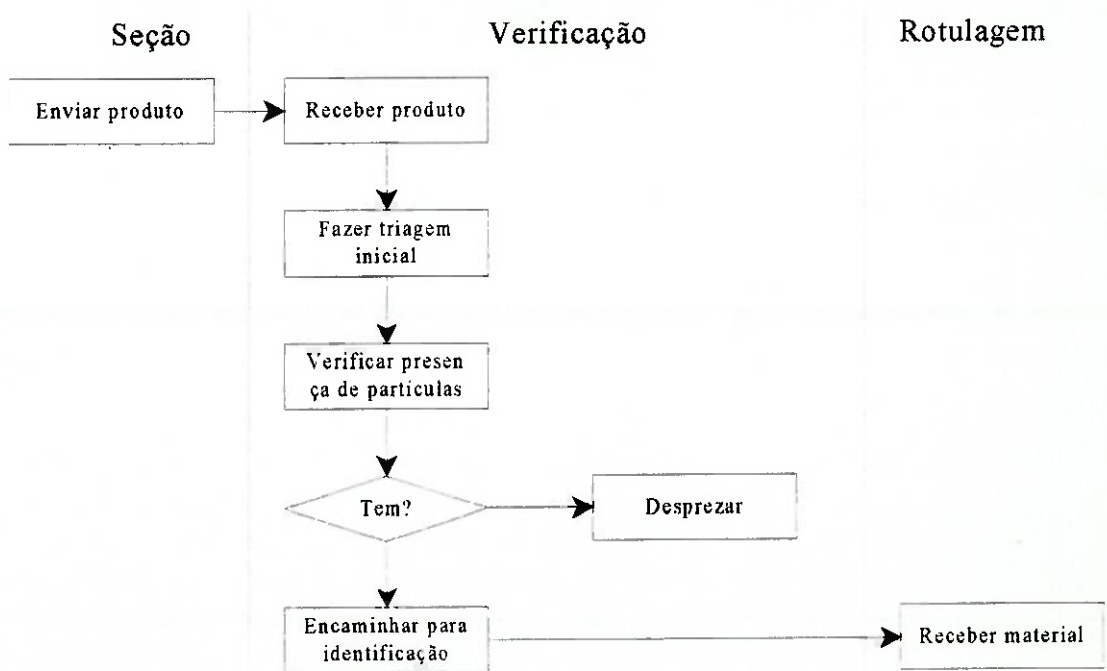 Seção
Verificação
Rotulagem
Enviar produto
Receber produto
Fazer triagem
inicial
Verificar presen
ça de partículas
Tem?
Desprezar
Encaminhar para
identificação
Receber material